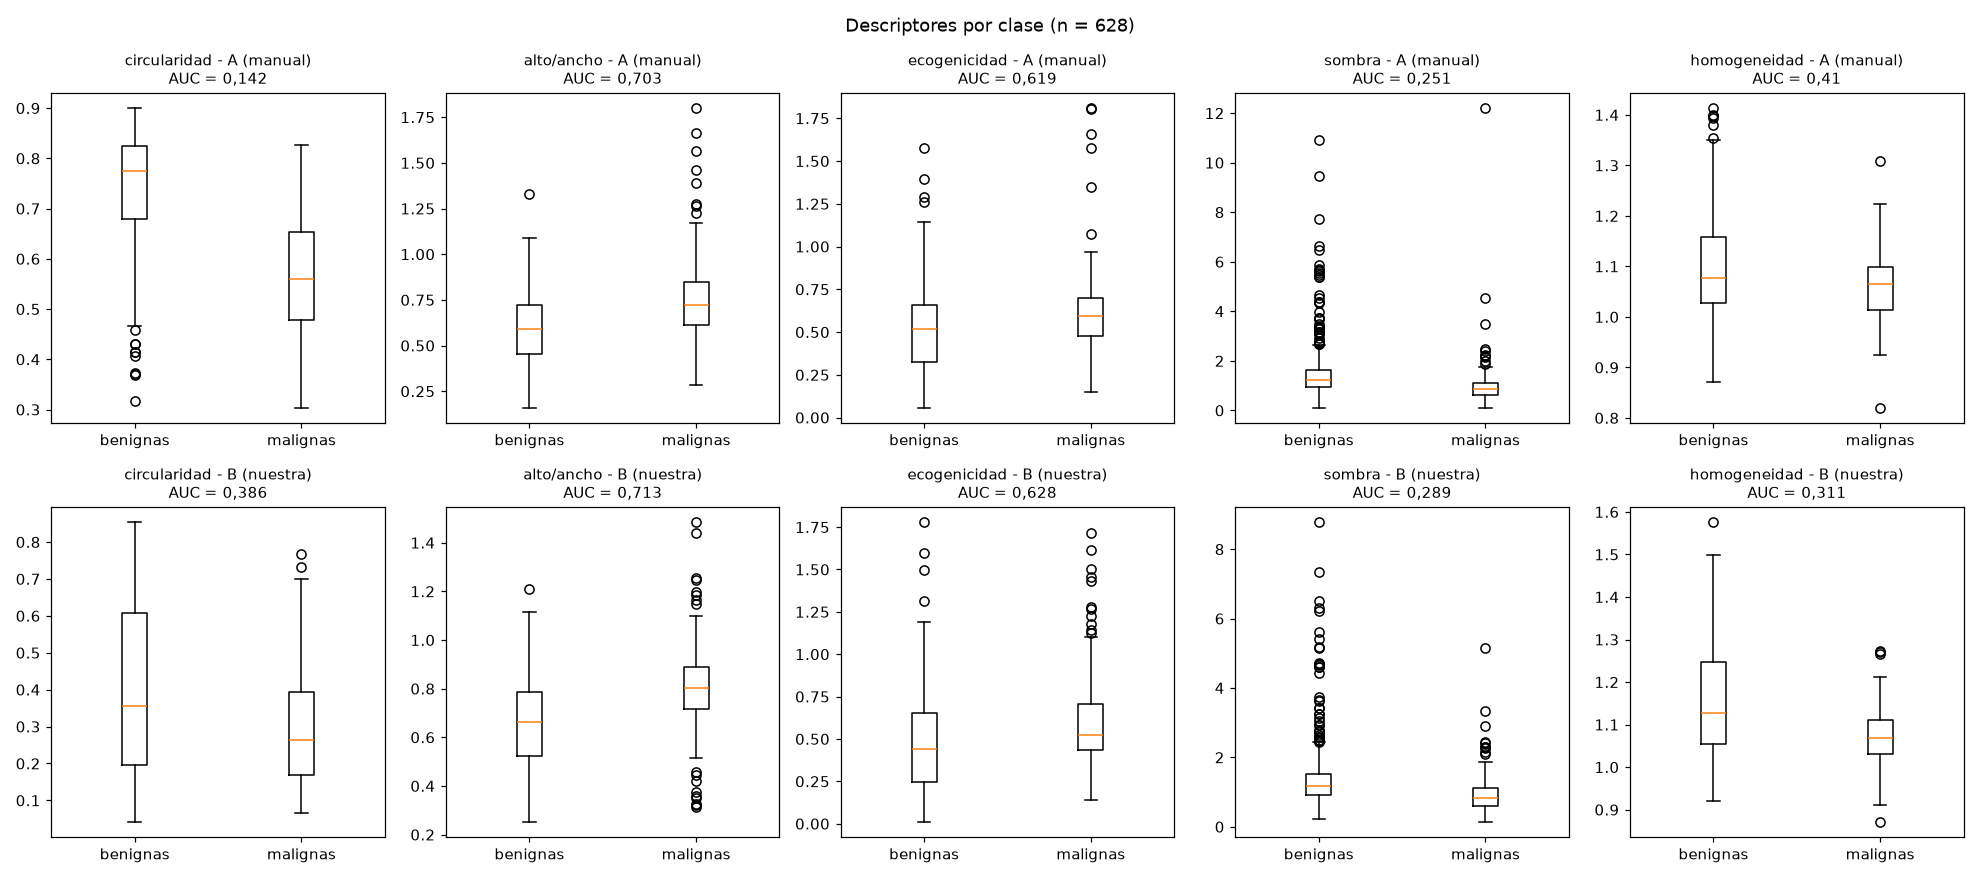 Descriptores por clase (n = 628)
circularidad - A (manual)
AUC = 0,142
0.9
0.8
0.7
0.6
0.5
0.4
0.3
benignas
malignas
alto/ancho - A (manual)
AUC = 0,703
1.75
1.50
1.25
1.00
0.75
0.50
0.25
benignas
malignas
ecogenicidad - A (manual)
AUC = 0,619
1.75
1.50
1.25
1.00
0.75
0.50
0.25
0.00
benignas
malignas
sombra - A (manual)
AUC = 0,251
12
10
8
6
4
2
0
benignas
malignas
homogeneidad - A (manual)
AUC = 0,41
1.4
1.3
1.2
1.1
1.0
0.9
0.8
benignas
malignas
circularidad - B (nuestra)
AUC = 0,386
0.8
0.7
0.6
0.5
0.4
0.3
0.2
0.1
benignas
malignas
alto/ancho - B (nuestra)
AUC = 0,713
1.4
1.2
1.0
0.8
0.6
0.4
0.2
benignas
malignas
ecogenicidad - B (nuestra)
AUC = 0,628
1.75
1.50
1.25
1.00
0.75
0.50
0.25
0.00
benignas
malignas
sombra - B (nuestra)
AUC = 0,289
8
6
4
2
0
benignas
malignas
homogeneidad - B (nuestra)
AUC = 0,311
1.6
1.5
1.4
1.3
1.2
1.1
1.0
0.9
benignas
malignas